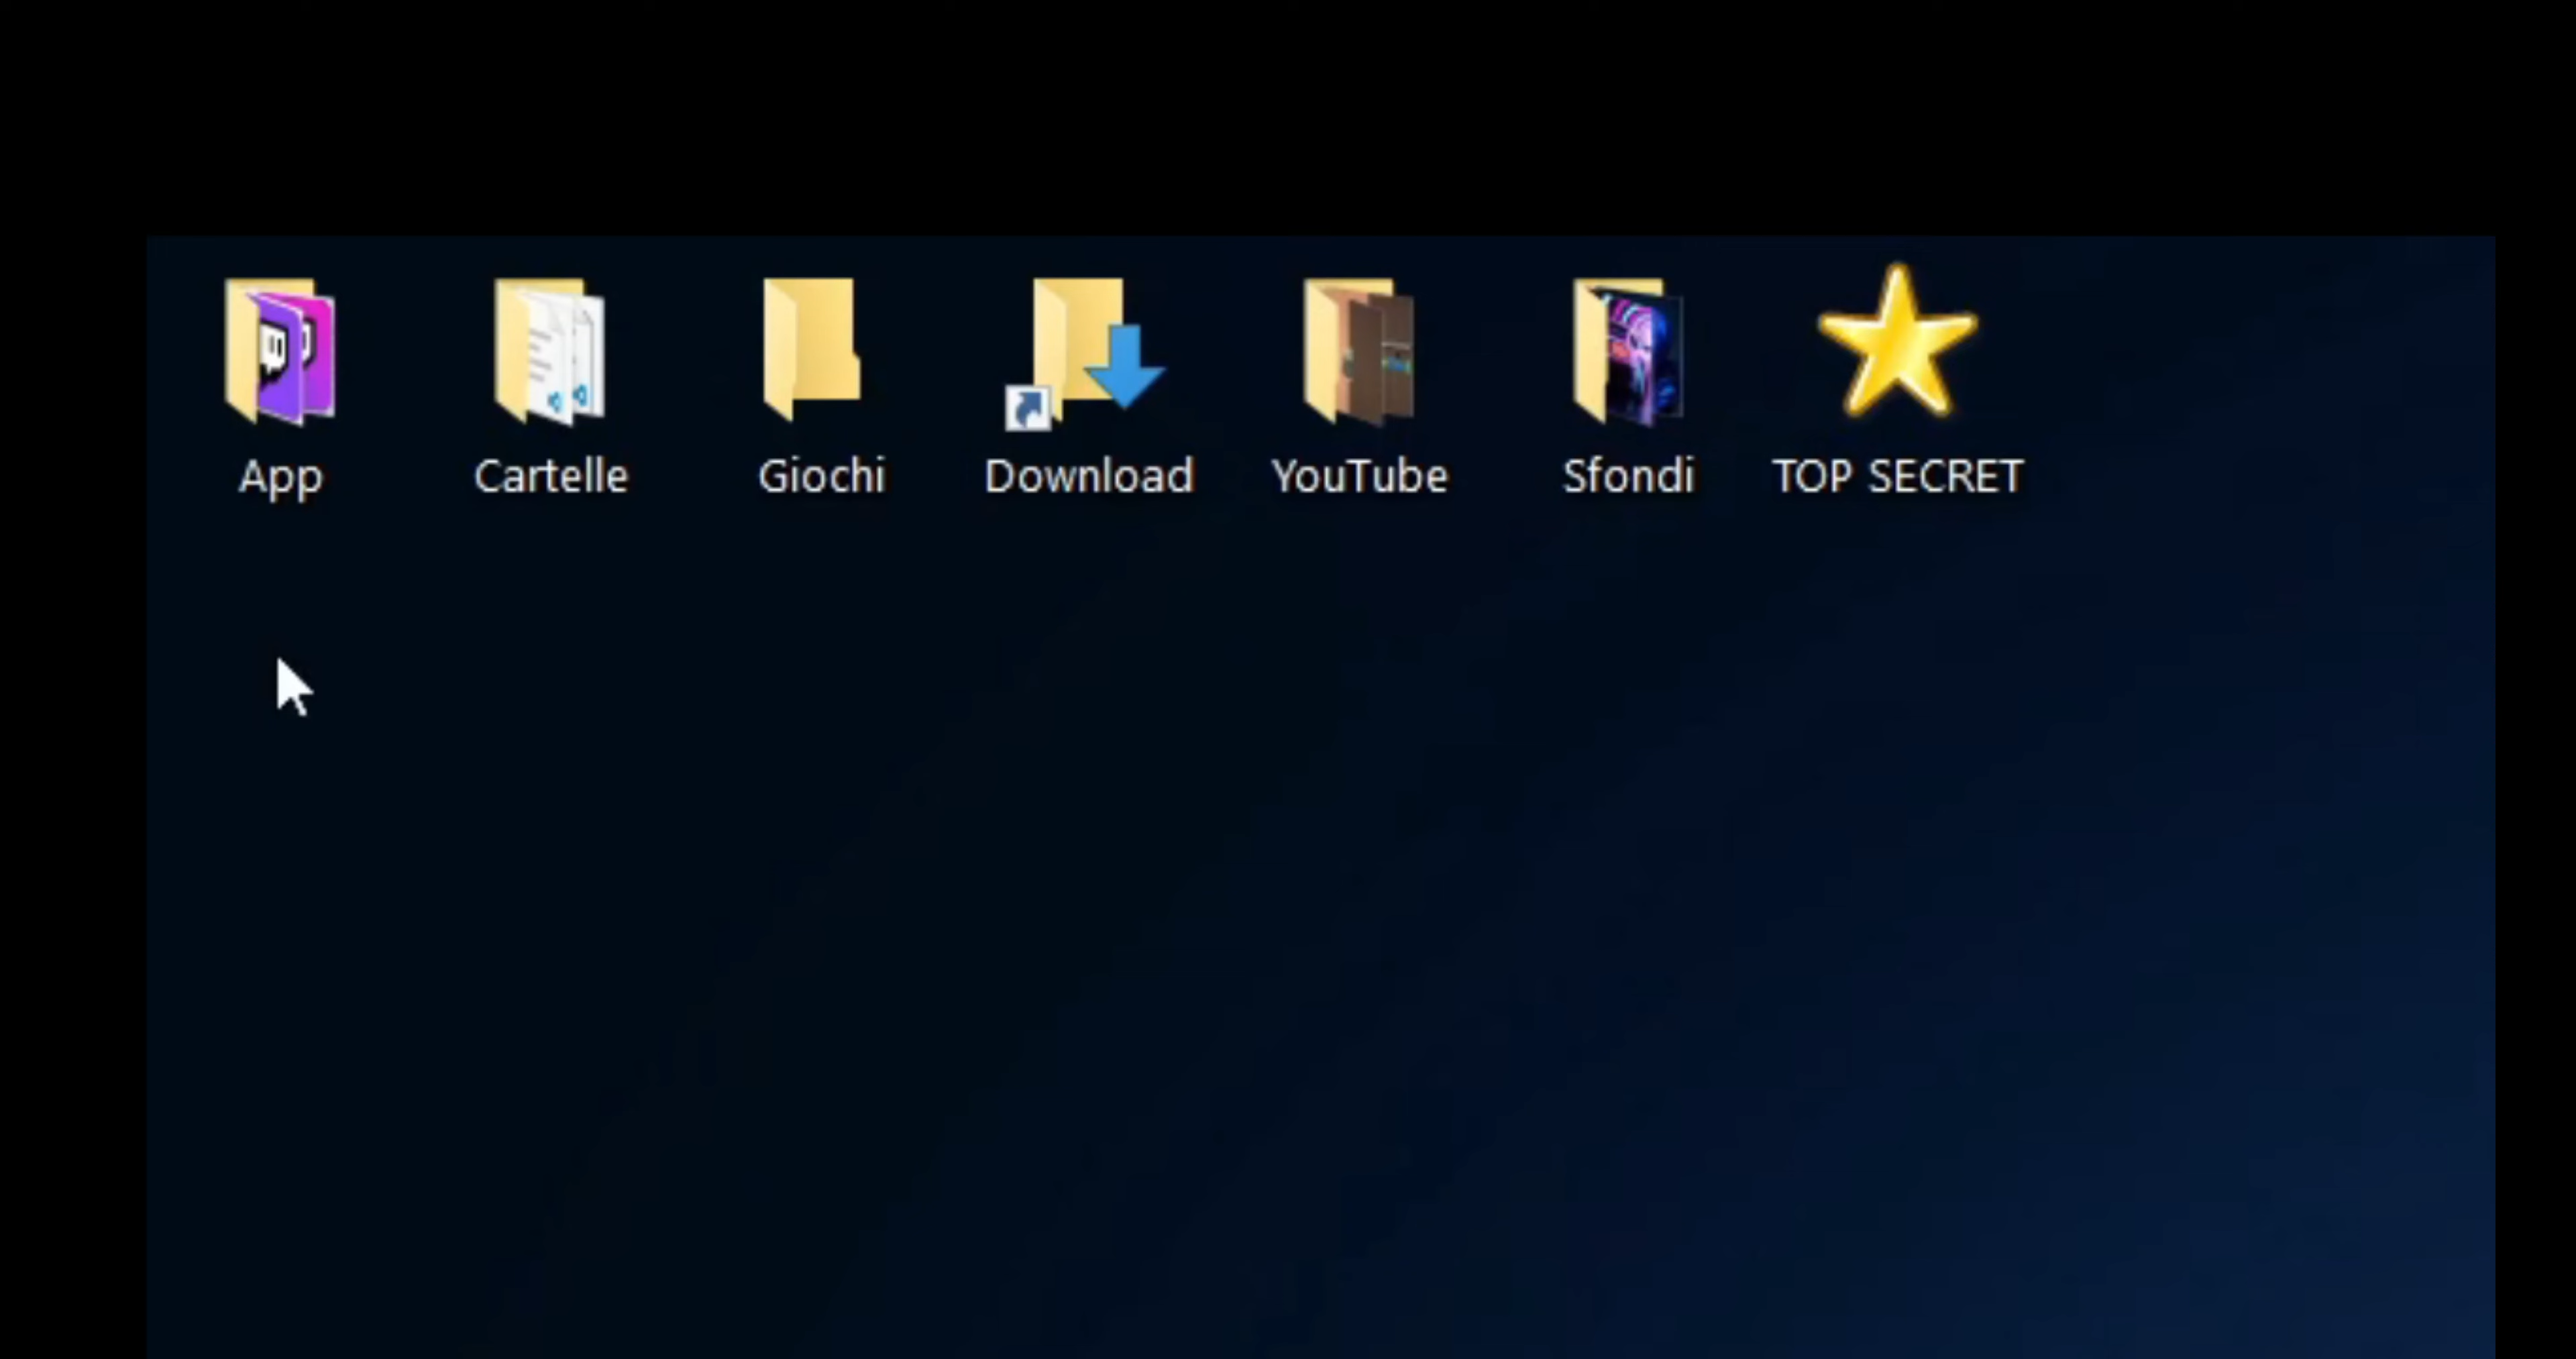 App
Cartelle
Giochi
Download
YouTube
Sfondi
TOP SECRET